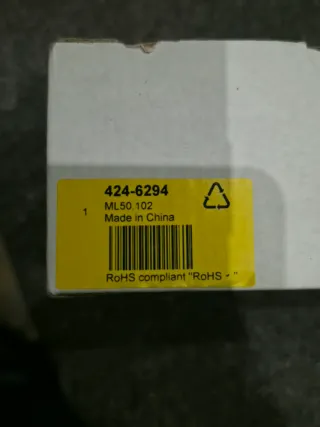 424-6294
1
ML50.102
Made in China
RoHS compliant "RoHS - "